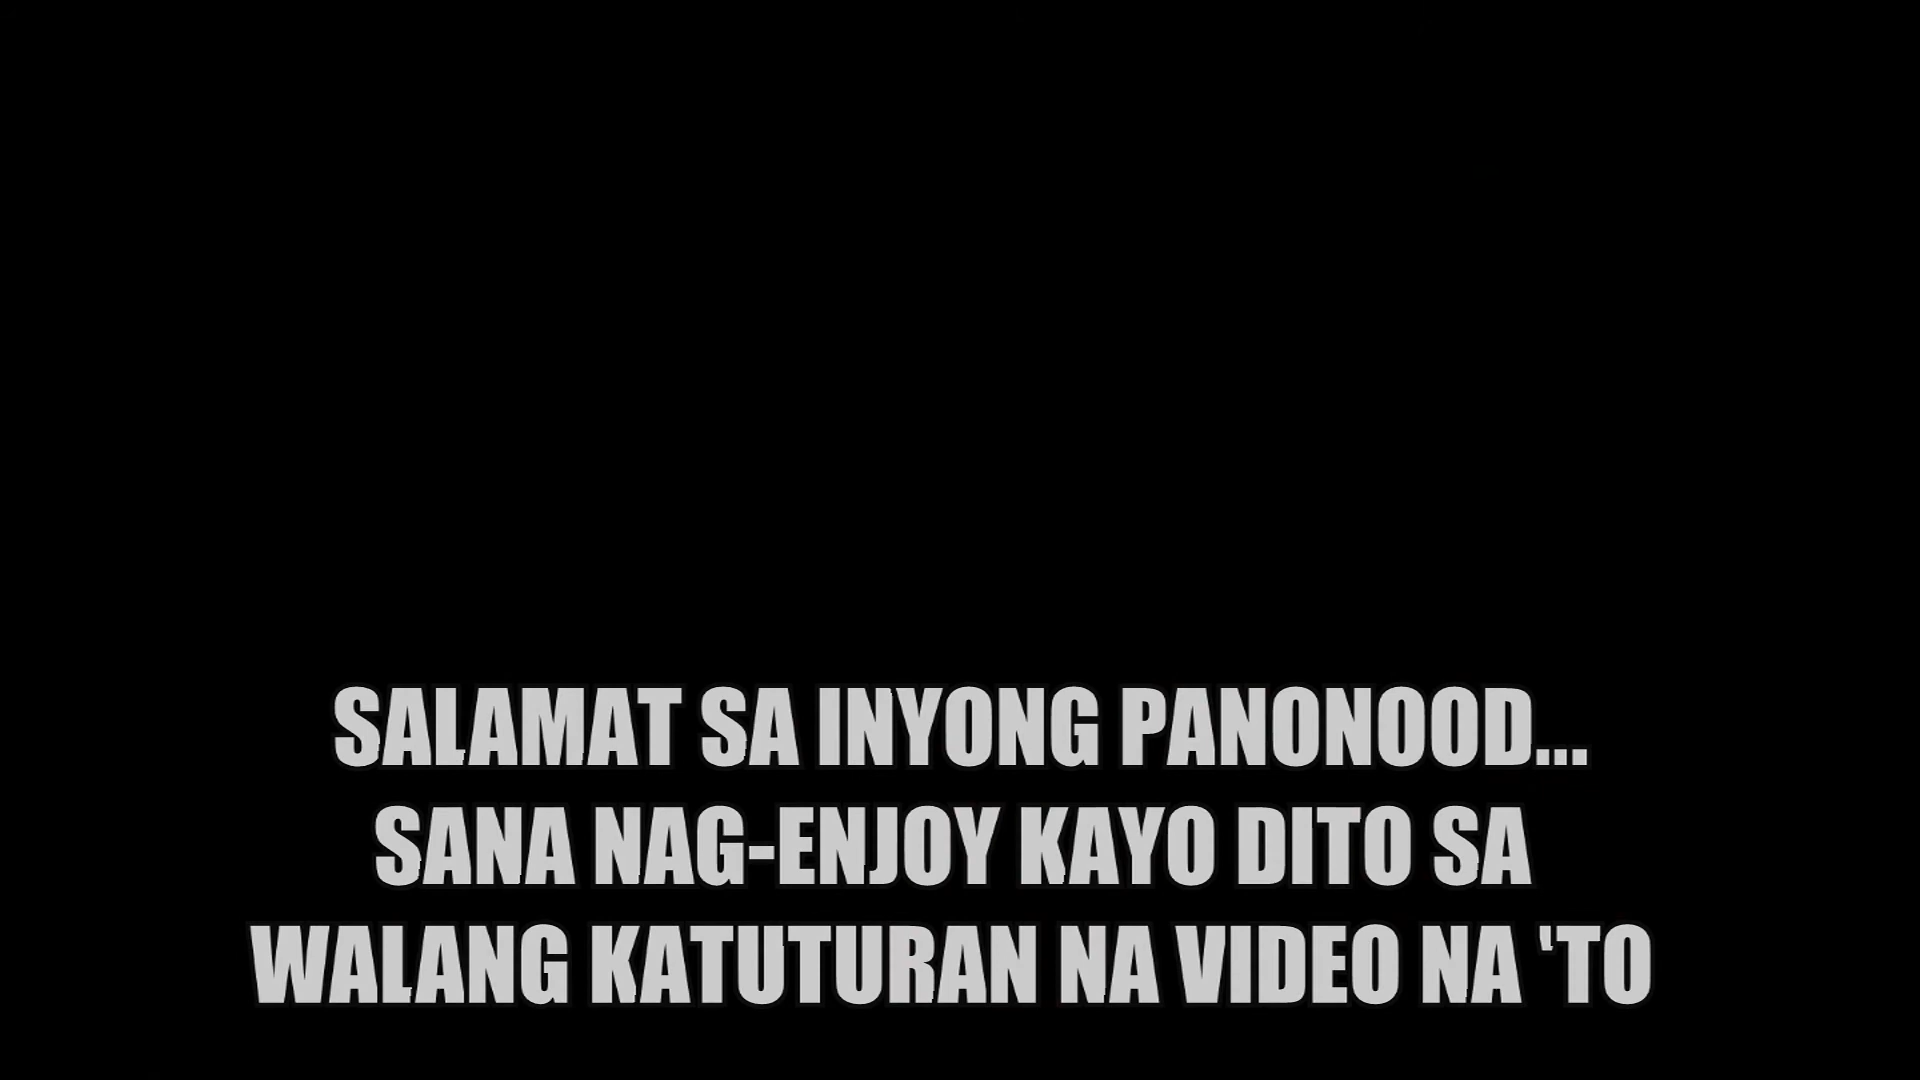 SALAMAT SA INYONG PANONOOD...
SANA NAG-ENJOY KAYO DITO SA
WALANG KATUTURAN NA VIDEO NA 'TO